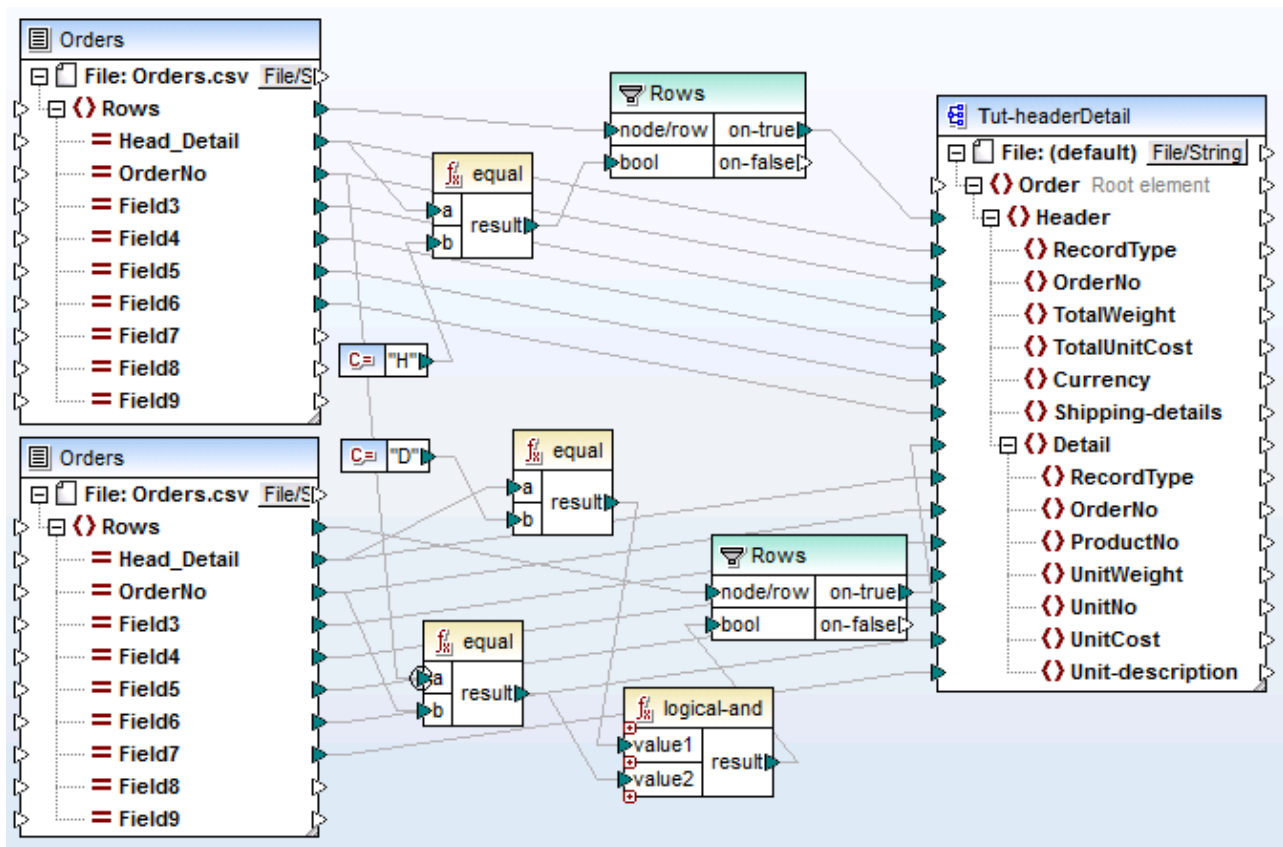 Orders
File: Orders.csv File/S
Rows
Head_Detail
OrderNo
Field3
Field4
Field5
Field6
Field7
Field8
Field9
Rows
node/row on-true
bool on-false
equal
a
result
b
C= "H"
Orders
File: Orders.csv File/S
Rows
Head_Detail
OrderNo
Field3
Field4
Field5
Field6
Field7
Field8
Field9
C= "D"
equal
a
result
b
equal
a
result
b
Rows
node/row on-true
bool on-false
logical-and
value1
result
value2
Tut-headerDetail
File: (default) File/String
Order Root element
Header
RecordType
OrderNo
TotalWeight
TotalUnitCost
Currency
Shipping-details
Detail
RecordType
OrderNo
ProductNo
UnitWeight
UnitNo
UnitCost
Unit-description